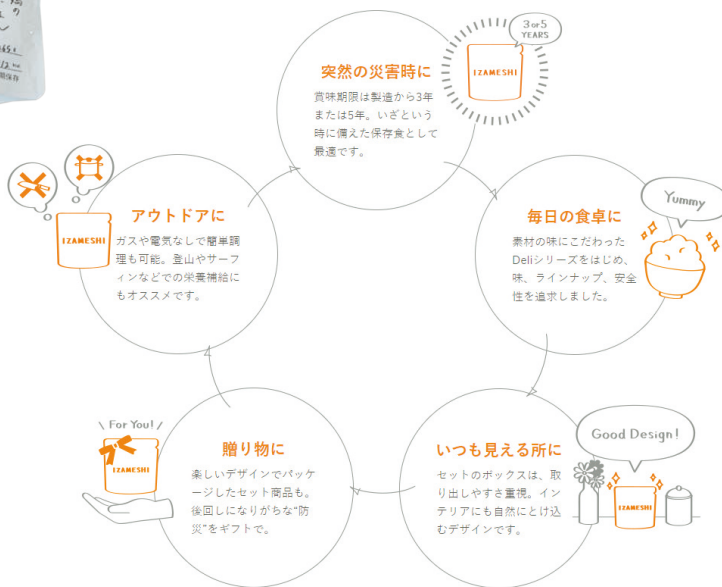 3 or 5
YEARS
IZAMESHI
突然の災害時に
賞味期限は製造から3年
または5年。いざという
時に備えた保存食として
最適です。
Yummy
毎日の食卓に
素材の味にこだわった
Deliシリーズをはじめ、
味、ラインナップ、安全
性を追求しました。
Good Design!
IZAMESHI
いつも見える所に
セットのボックスは、取
り出しやすさ重視。イン
テリアにも自然にとけ込
むデザインです。
\ For You! /
IZAMESHI
贈り物に
楽しいデザインでパッケ
ージしたセット商品も。
後回しになりがちな“防
災”をギフトで。
IZAMESHI
アウトドアに
ガスや電気なしで簡単調
理も可能。登山やサーフ
ィンなどでの栄養補給に
もオススメです。